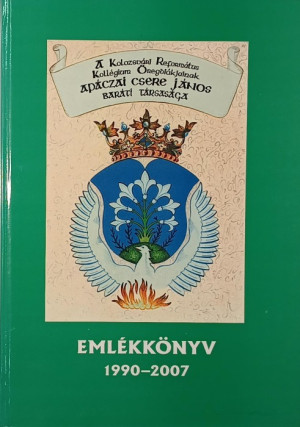 A Kolozsvári Református
Kollégium Öregdiákjainak
APÁCZAI CSERE JÁNOS
BARÁTI TÁRSASÁGA
EMLÉKKÖNYV
1990–2007